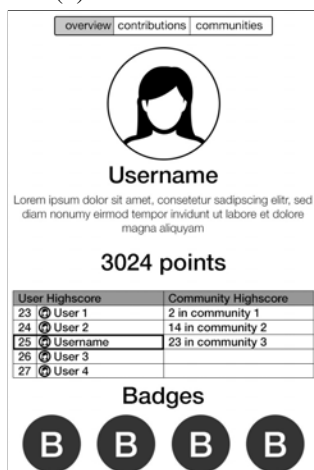 overview contributions communities
Username
Lorem ipsum dolor sit amet, consetetur sadipscing elitr, sed
diam nonumy eirmod tempor invidunt ut labore et dolore
magna aliquyam
3024 points
User Highscore Community Highscore
23 User 1 2 in community 1
24 User 2 14 in community 2
25 Username 23 in community 3
26 User 3
27 User 4
Badges
B B B B